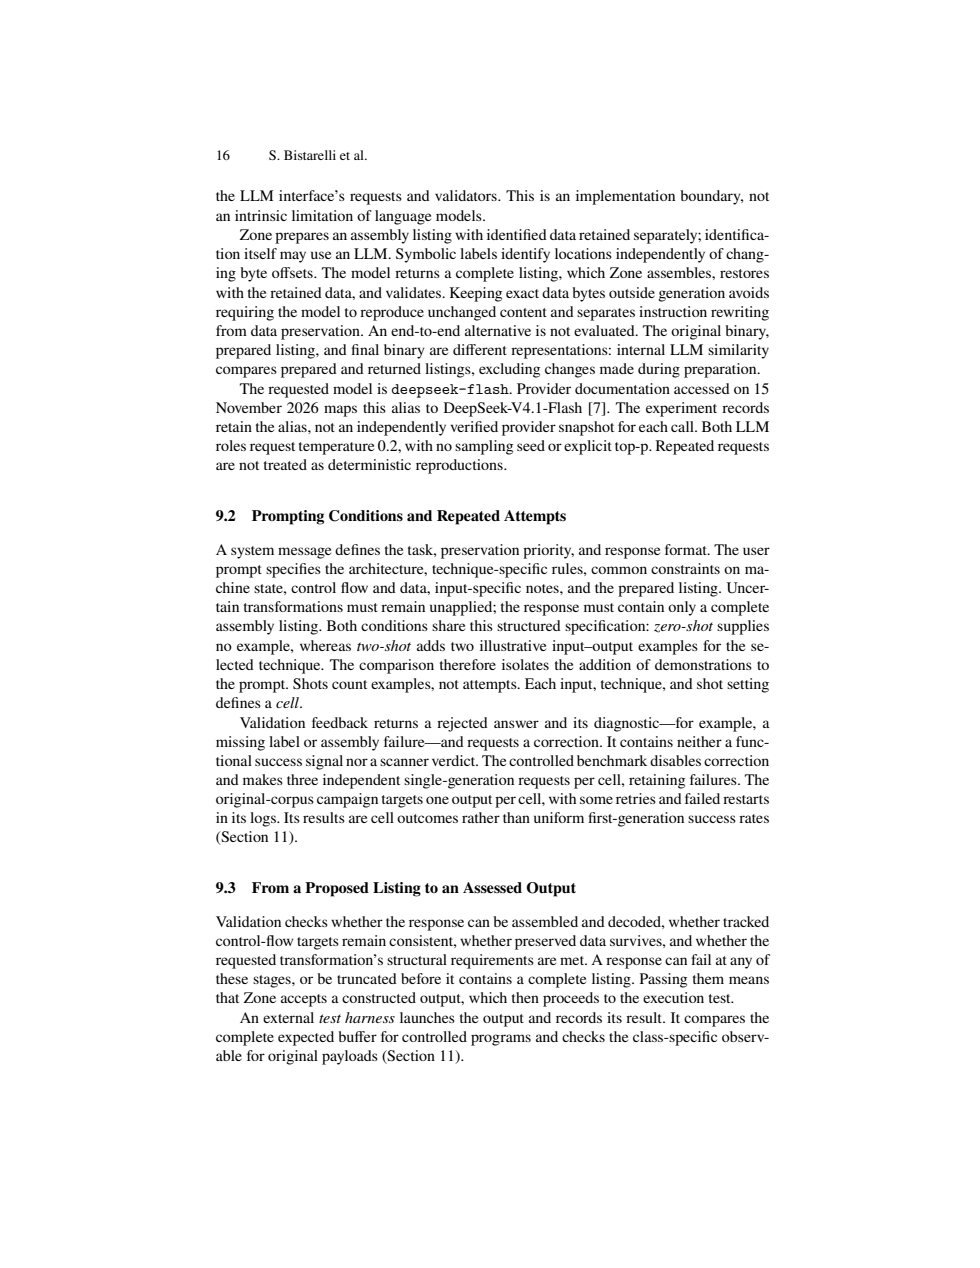 16 S. Bistarelli et al.
the LLM interface’s requests and validators. This is an implementation boundary, not
an intrinsic limitation of language models.
Zone prepares an assembly listing with identified data retained separately; identifica-
tion itself may use an LLM. Symbolic labels identify locations independently of chang-
ing byte offsets. The model returns a complete listing, which Zone assembles, restores
with the retained data, and validates. Keeping exact data bytes outside generation avoids
requiring the model to reproduce unchanged content and separates instruction rewriting
from data preservation. An end-to-end alternative is not evaluated. The original binary,
prepared listing, and final binary are different representations: internal LLM similarity
compares prepared and returned listings, excluding changes made during preparation.
The requested model is deepseek-flash. Provider documentation accessed on 15
November 2026 maps this alias to DeepSeek-V4.1-Flash [7]. The experiment records
retain the alias, not an independently verified provider snapshot for each call. Both LLM
roles request temperature 0.2, with no sampling seed or explicit top-p. Repeated requests
are not treated as deterministic reproductions.
9.2 Prompting Conditions and Repeated Attempts
A system message defines the task, preservation priority, and response format. The user
prompt specifies the architecture, technique-specific rules, common constraints on ma-
chine state, control flow and data, input-specific notes, and the prepared listing. Uncer-
tain transformations must remain unapplied; the response must contain only a complete
assembly listing. Both conditions share this structured specification: zero-shot supplies
no example, whereas two-shot adds two illustrative input–output examples for the se-
lected technique. The comparison therefore isolates the addition of demonstrations to
the prompt. Shots count examples, not attempts. Each input, technique, and shot setting
defines a cell.
Validation feedback returns a rejected answer and its diagnostic—for example, a
missing label or assembly failure—and requests a correction. It contains neither a func-
tional success signal nor a scanner verdict. The controlled benchmark disables correction
and makes three independent single-generation requests per cell, retaining failures. The
original-corpus campaign targets one output per cell, with some retries and failed restarts
in its logs. Its results are cell outcomes rather than uniform first-generation success rates
(Section 11).
9.3 From a Proposed Listing to an Assessed Output
Validation checks whether the response can be assembled and decoded, whether tracked
control-flow targets remain consistent, whether preserved data survives, and whether the
requested transformation’s structural requirements are met. A response can fail at any of
these stages, or be truncated before it contains a complete listing. Passing them means
that Zone accepts a constructed output, which then proceeds to the execution test.
An external test harness launches the output and records its result. It compares the
complete expected buffer for controlled programs and checks the class-specific observ-
able for original payloads (Section 11).